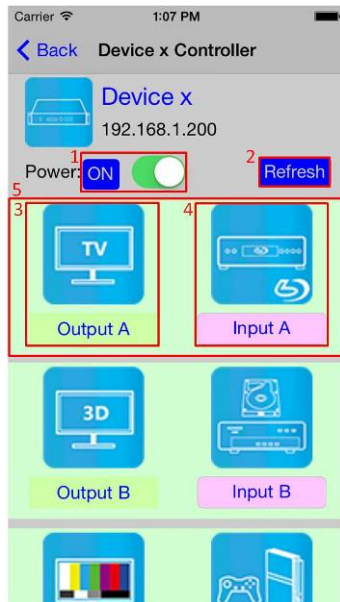 Carrier 1:07 PM
Back Device x Controller
Device x
192.168.1.200
1 2
Power: ON Refresh
5
3 4
TV
Output A Input A
3D
Output B Input B